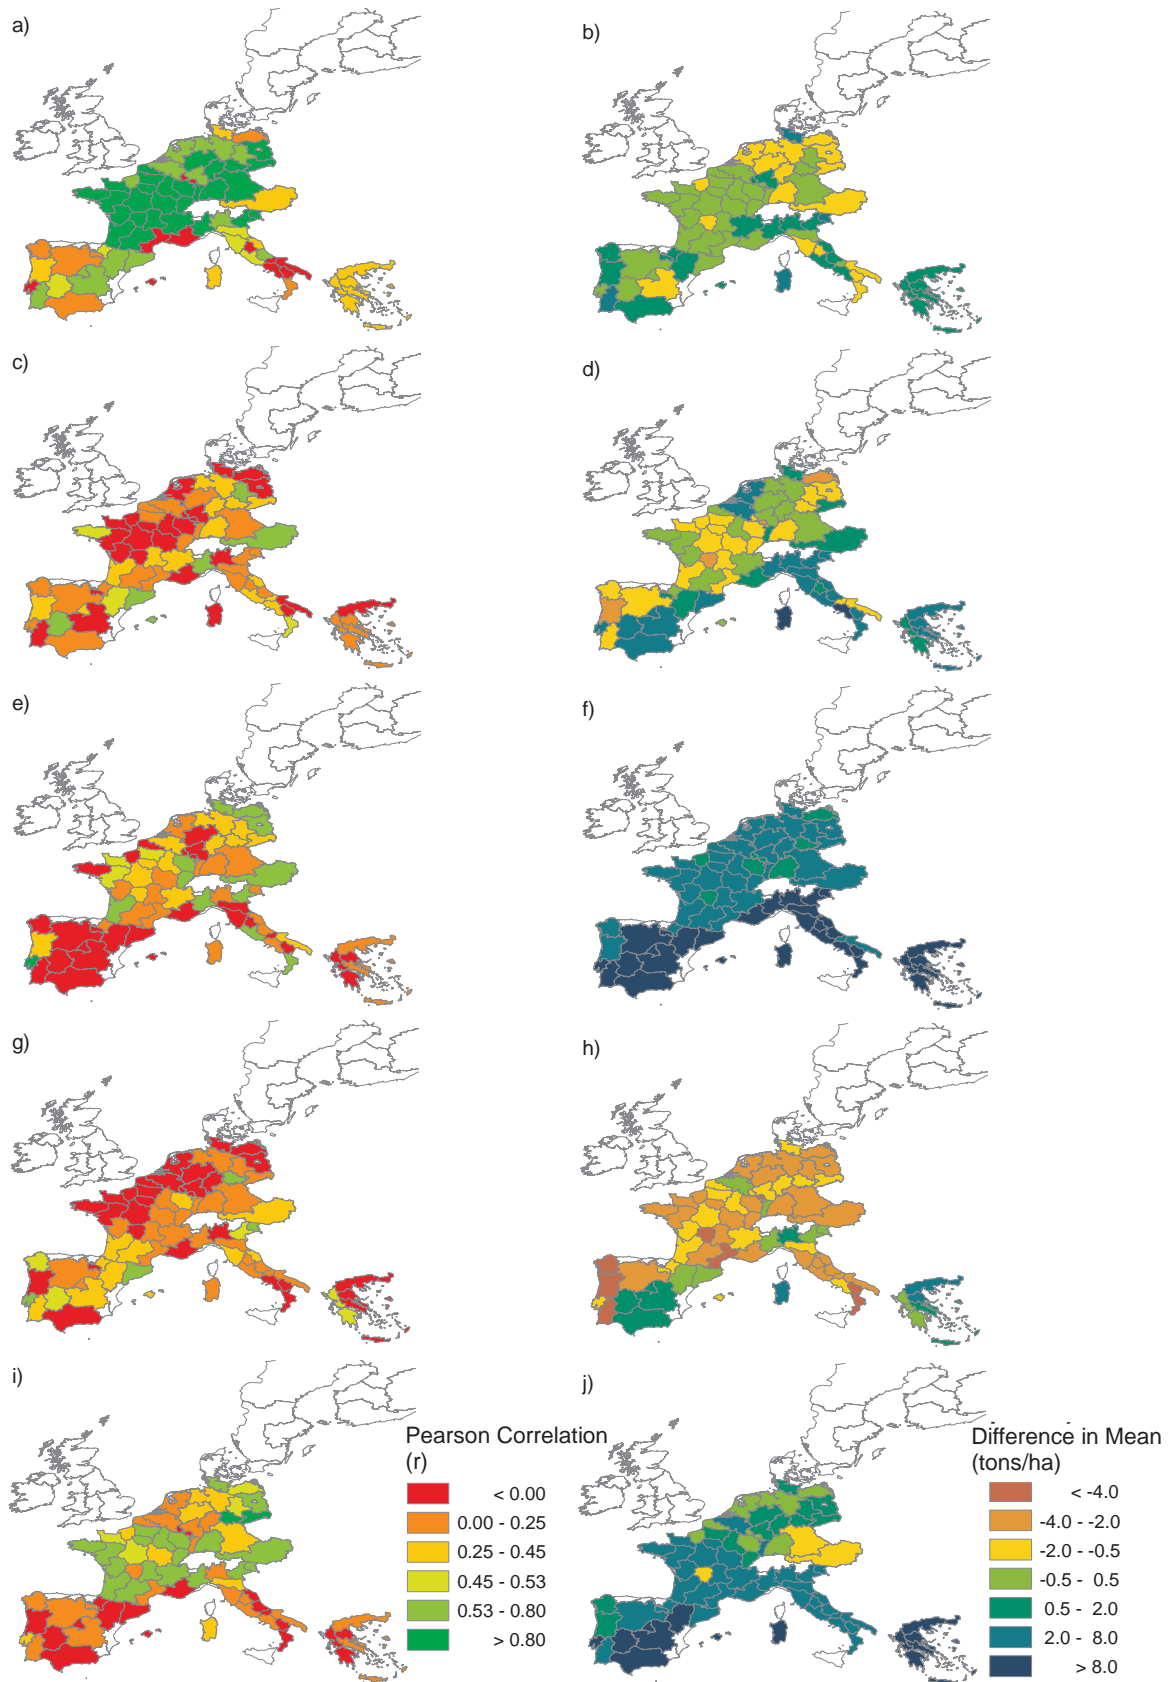 a)
b)
c)
d)
e)
f)
g)
h)
i)
j)
Pearson Correlation
(r)
< 0.00
0.00 - 0.25
0.25 - 0.45
0.45 - 0.53
0.53 - 0.80
> 0.80
Difference in Mean
(tons/ha)
< -4.0
-4.0 - -2.0
-2.0 - -0.5
-0.5 - 0.5
0.5 - 2.0
2.0 - 8.0
> 8.0